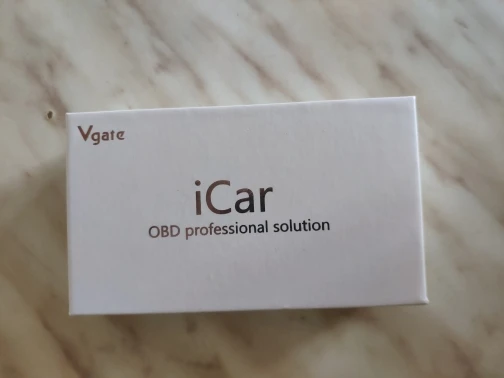 Vgate
iCar
OBD professional solution